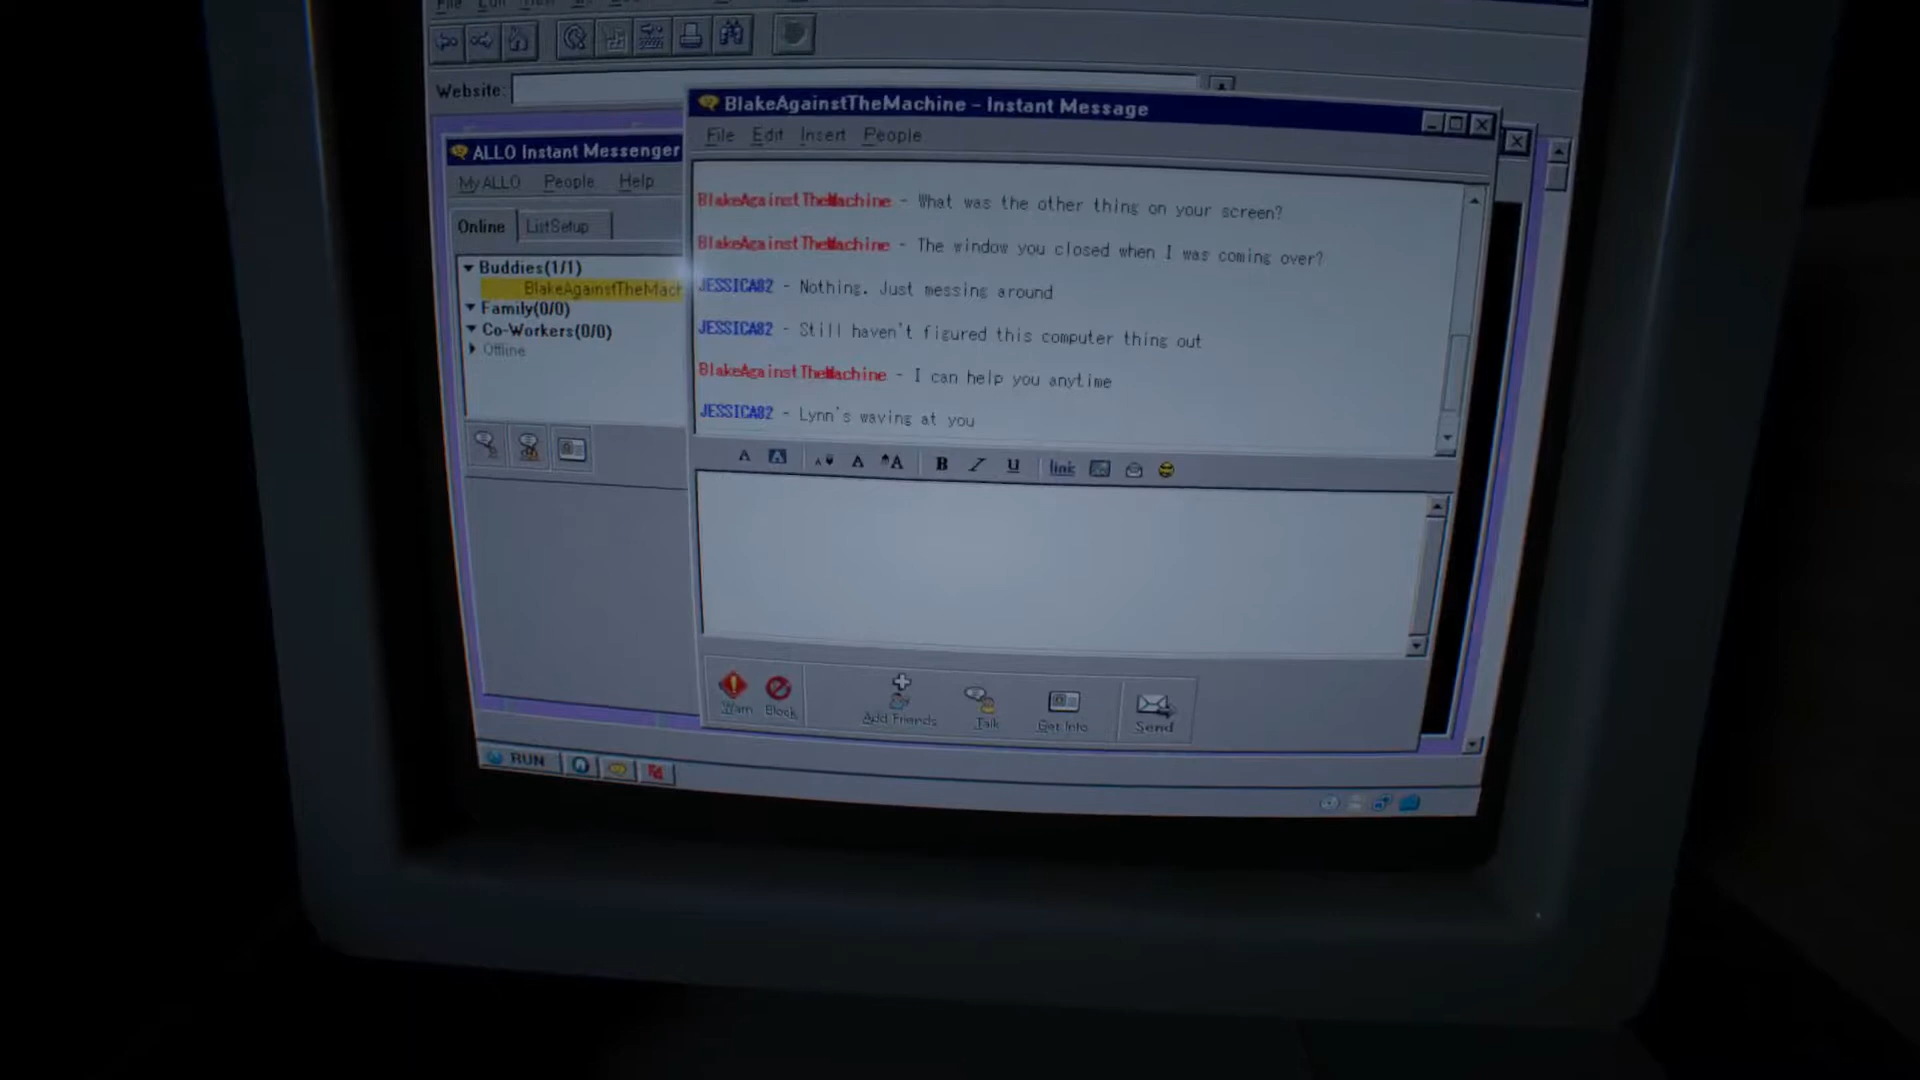 File Edit View
Website:
BlakeAgainstTheMachine - Instant Message
File Edit Insert People
ALLO Instant Messenger
MyALLO People Help
Online ListSetup
Buddies(1/1)
BlakeAgainstTheMach
Family(0/0)
Co-Workers(0/0)
Offline
BlakeAgainstTheMachine - What was the other thing on your screen?
BlakeAgainstTheMachine - The window you closed when I was coming over?
JESSICA82 - Nothing. Just messing around
JESSICA82 - Still haven't figured this computer thing out
BlakeAgainstTheMachine - I can help you anytime
JESSICA82 - Lynn's waving at you
A A A A A B I U link
Warn Block Add Friends Talk Get Info Send
RUN